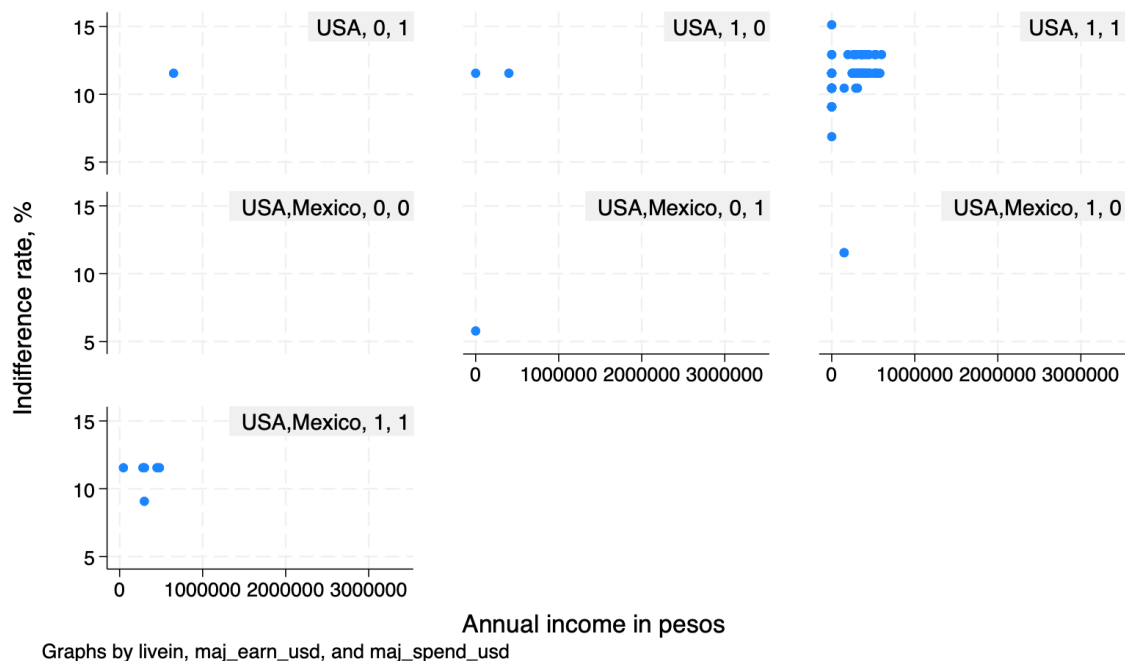 USA, 0, 1
USA, 1, 0
USA, 1, 1
15
10
5
USA,Mexico, 0, 0
USA,Mexico, 0, 1
USA,Mexico, 1, 0
15
10
5
0 1000000 2000000 3000000
0 1000000 2000000 3000000
USA,Mexico, 1, 1
15
10
5
0 1000000 2000000 3000000
Indifference rate, %
Annual income in pesos
Graphs by livein, maj_earn_usd, and maj_spend_usd